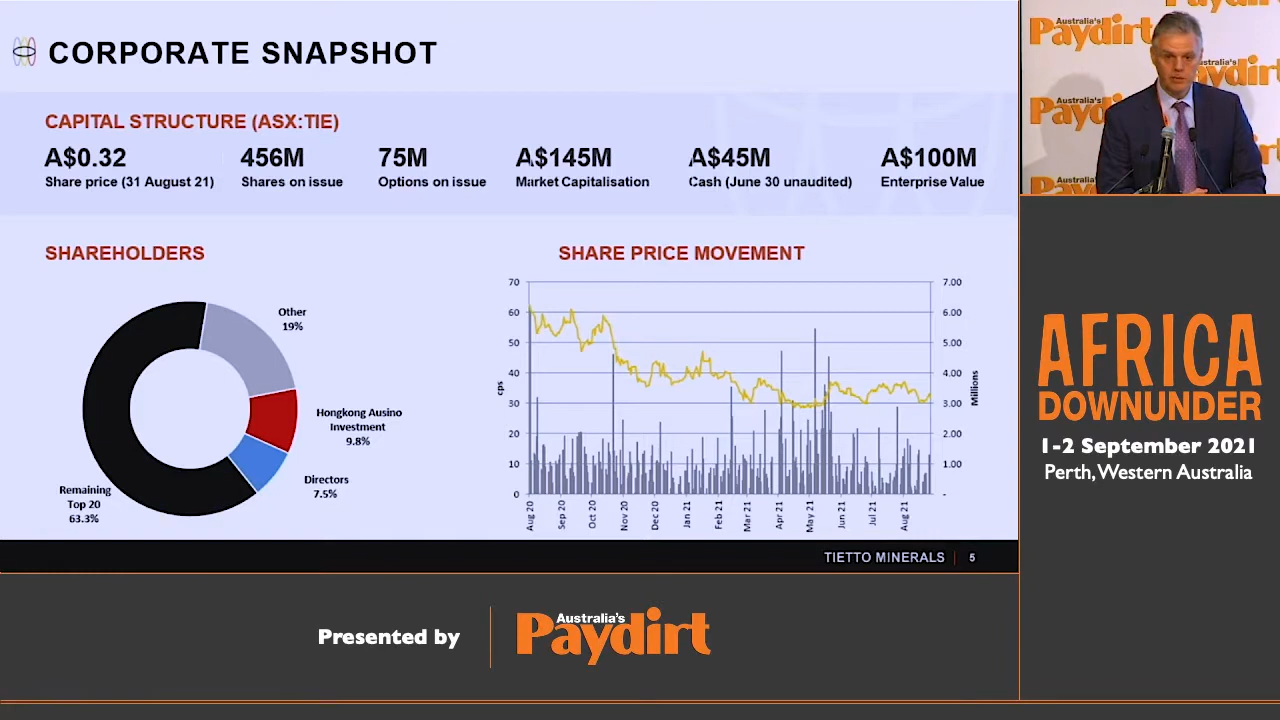 CORPORATE SNAPSHOT
CAPITAL STRUCTURE (ASX:TIE)
A$0.32
Share price (31 August 21)
456M
Shares on issue
75M
Options on issue
A$145M
Market Capitalisation
A$45M
Cash (June 30 unaudited)
A$100M
Enterprise Value
SHAREHOLDERS
Other
19%
Hongkong Ausino
Investment
9.8%
Directors
7.5%
Remaining
Top 20
63.3%
SHARE PRICE MOVEMENT
70
60
50
40
30
20
10
0
cps
7.00
6.00
5.00
4.00
3.00
2.00
1.00
-
Millions
Aug 20
Sep 20
Oct 20
Nov 20
Dec 20
Jan 21
Feb 21
Mar 21
Apr 21
May 21
Jun 21
Jul 21
Aug 21
TIETTO MINERALS 5
Presented by
Australia's
Paydirt
Australia's
Paydirt
Australia's
Paydirt
AFRICA
DOWNUNDER
1-2 September 2021
Perth, Western Australia